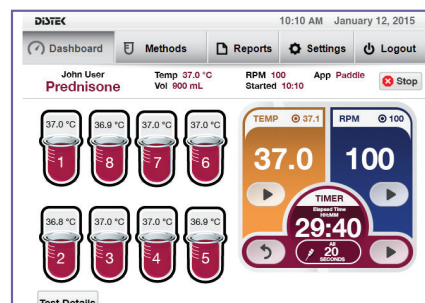 DISTEK
10:10 AM January 12, 2015
Dashboard Methods Reports Settings Logout
John User Temp 37.0 °C RPM 100 App Paddle Stop
Prednisone Vol 900 mL Started 10:10
37.0 °C 36.9 °C 37.0 °C 37.0 °C
1 8 7 6
36.8 °C 37.0 °C 37.0 °C 36.9 °C
2 3 4 5
TEMP 37.1 RPM 100
37.0 100
TIMER
Elapsed Time
HH:MM
29:40
All
20
SECONDS
Test Details